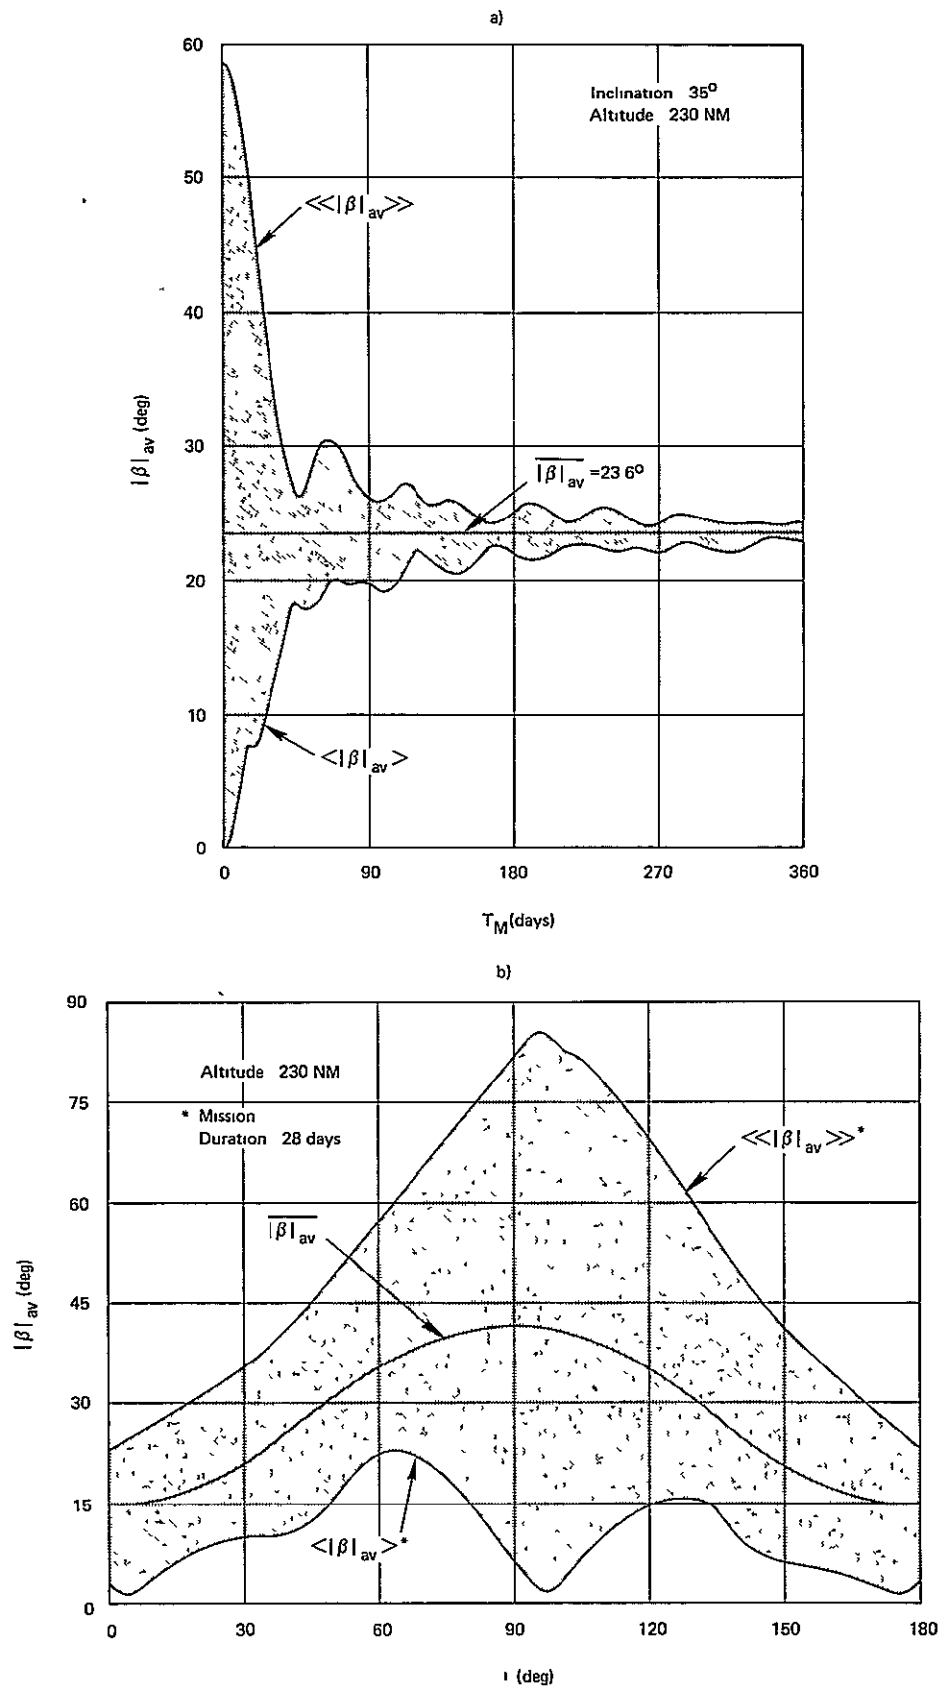 a)
60
50
40
30
20
10
0
|β|av (deg)
Inclination 35º
Altitude 230 NM
<<|β|av>>
|β|av =23 6º
<|β|av>
0 90 180 270 360
TM(days)
b)
90
75
60
45
30
15
0
|β|av (deg)
Altitude 230 NM
* Mission
Duration 28 days
<<|β|av>>*
|β|av
<|β|av>*
0 30 60 90 120 150 180
ı (deg)